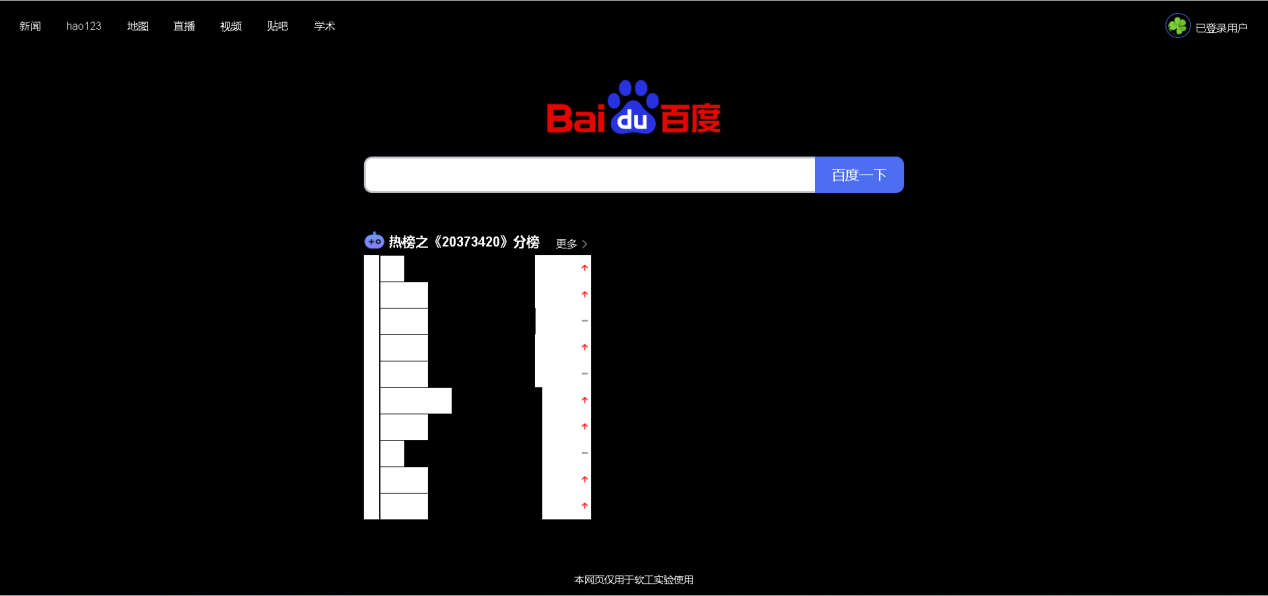 新闻 hao123 地图 直播 视频 贴吧 学术 已登录用户
Bai du 百度
百度一下
热榜之《20373420》分榜 更多
本网页仅用于软工实验使用